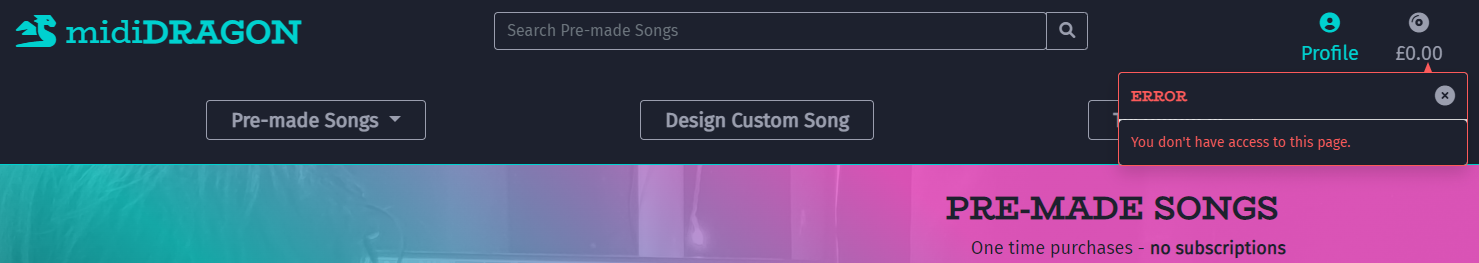 midiDRAGON
Search Pre-made Songs
Profile
£0.00
Pre-made Songs
Design Custom Song
ERROR
You don't have access to this page.
PRE-MADE SONGS
One time purchases - no subscriptions